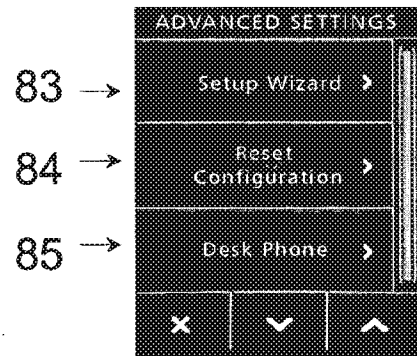 ADVANCED SETTINGS
83 → Setup Wizard >
84 → Reset
Configuration >
85 → Desk Phone >